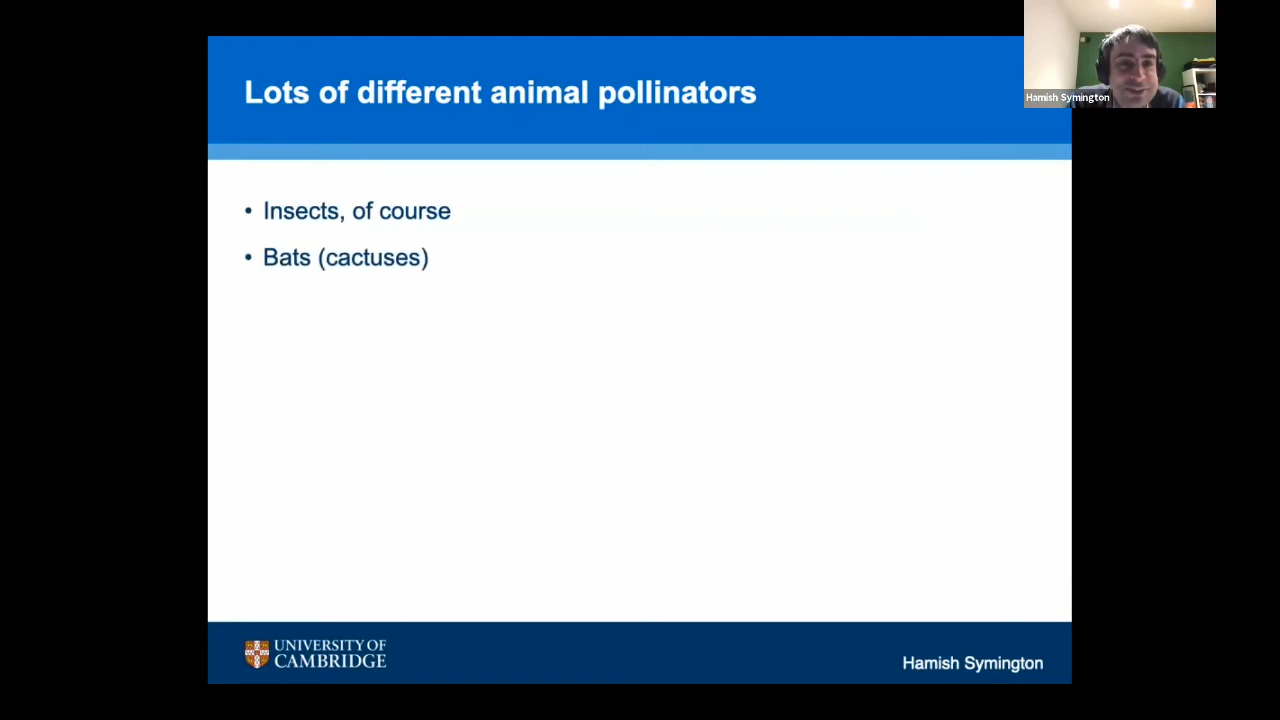 Lots of different animal pollinators
Hamish Symington
• Insects, of course
• Bats (cactuses)
UNIVERSITY OF
CAMBRIDGE
Hamish Symington